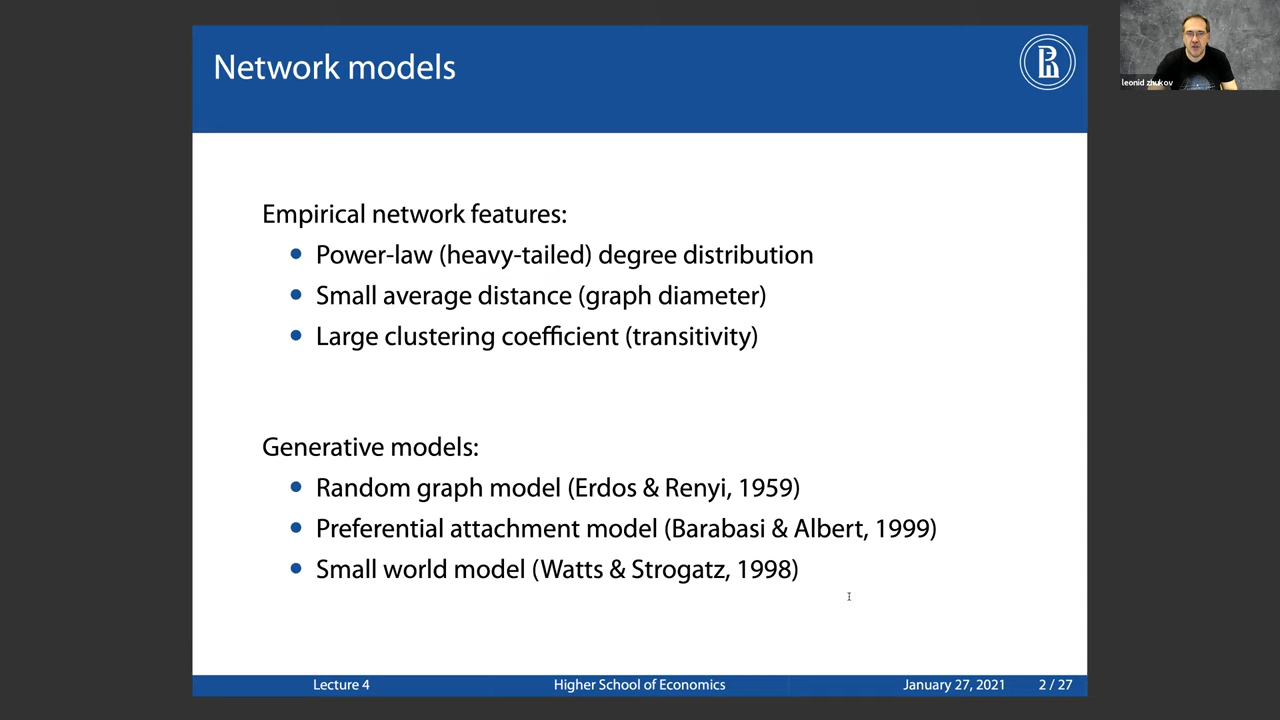 Network models
leonid zhukov
Empirical network features:
• Power-law (heavy-tailed) degree distribution
• Small average distance (graph diameter)
• Large clustering coefficient (transitivity)
Generative models:
• Random graph model (Erdos & Renyi, 1959)
• Preferential attachment model (Barabasi & Albert, 1999)
• Small world model (Watts & Strogatz, 1998)
Lecture 4 Higher School of Economics January 27, 2021 2 / 27